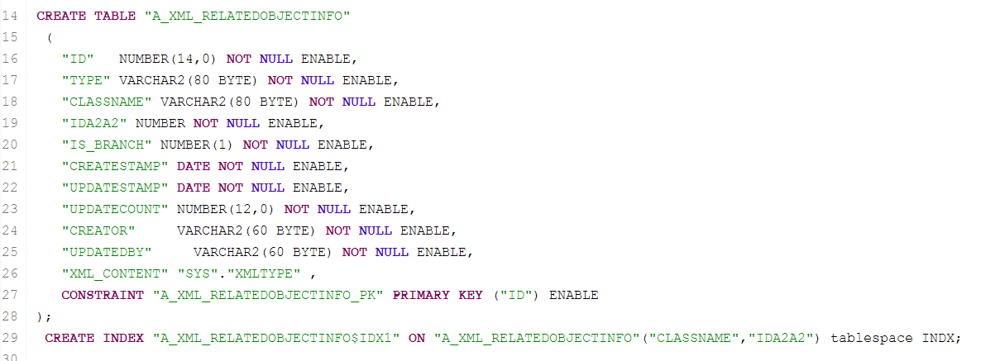 14 CREATE TABLE "A_XML_RELATEDOBJECTINFO"
15 (
16 "ID" NUMBER(14,0) NOT NULL ENABLE,
17 "TYPE" VARCHAR2(80 BYTE) NOT NULL ENABLE,
18 "CLASSNAME" VARCHAR2(80 BYTE) NOT NULL ENABLE,
19 "IDA2A2" NUMBER NOT NULL ENABLE,
20 "IS_BRANCH" NUMBER(1) NOT NULL ENABLE,
21 "CREATESTAMP" DATE NOT NULL ENABLE,
22 "UPDATESTAMP" DATE NOT NULL ENABLE,
23 "UPDATECOUNT" NUMBER(12,0) NOT NULL ENABLE,
24 "CREATOR" VARCHAR2(60 BYTE) NOT NULL ENABLE,
25 "UPDATEDBY" VARCHAR2(60 BYTE) NOT NULL ENABLE,
26 "XML_CONTENT" "SYS"."XMLTYPE" ,
27 CONSTRAINT "A_XML_RELATEDOBJECTINFO_PK" PRIMARY KEY ("ID") ENABLE
28 );
29 CREATE INDEX "A_XML_RELATEDOBJECTINFO$IDX1" ON "A_XML_RELATEDOBJECTINFO"("CLASSNAME","IDA2A2") tablespace INDX;
30